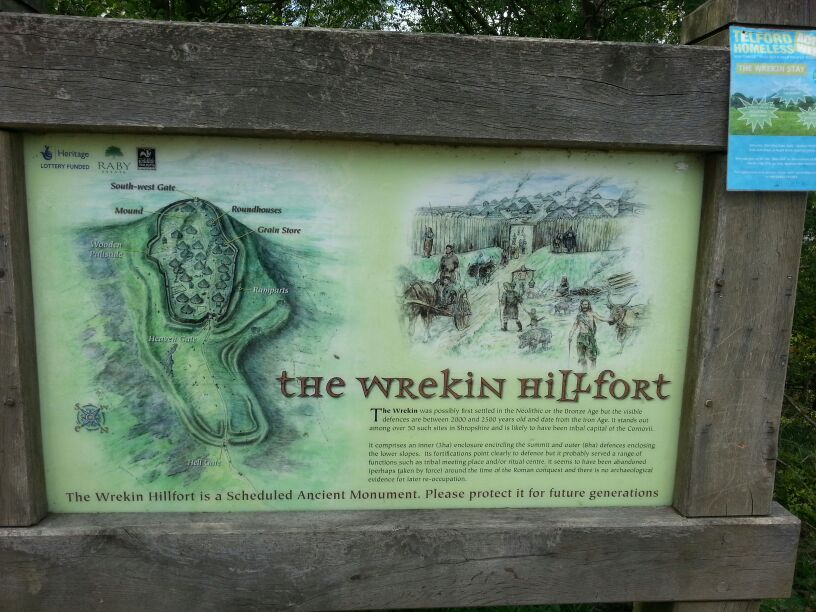 Heritage
LOTTERY FUNDED
RABY
South-west Gate
Mound
Roundhouses
Grain Store
Wooden
Pallisade
Ramparts
Heaven Gate
Hell Gate
the WREKIN HILLFORT
The Wrekin was possibly first settled in the Neolithic or the Bronze Age but the visible
defences are between 2000 and 2500 years old and date from the Iron Age. It stands out
among over 50 such sites in Shropshire and is likely to have been tribal capital of the Cornovii.
It comprises an inner (3ha) enclosure encircling the summit and outer (8ha) defences enclosing
the lower slopes. Its fortifications point clearly to defence but it probably served a range of
functions such as tribal meeting place and/or ritual centre. It seems to have been abandoned
(perhaps taken by force) around the time of the Roman conquest and there is no archaeological
evidence for later re-occupation.
The Wrekin Hillfort is a Scheduled Ancient Monument. Please protect it for future generations
TELFORD
HOMELESS
THE WREKIN STAY